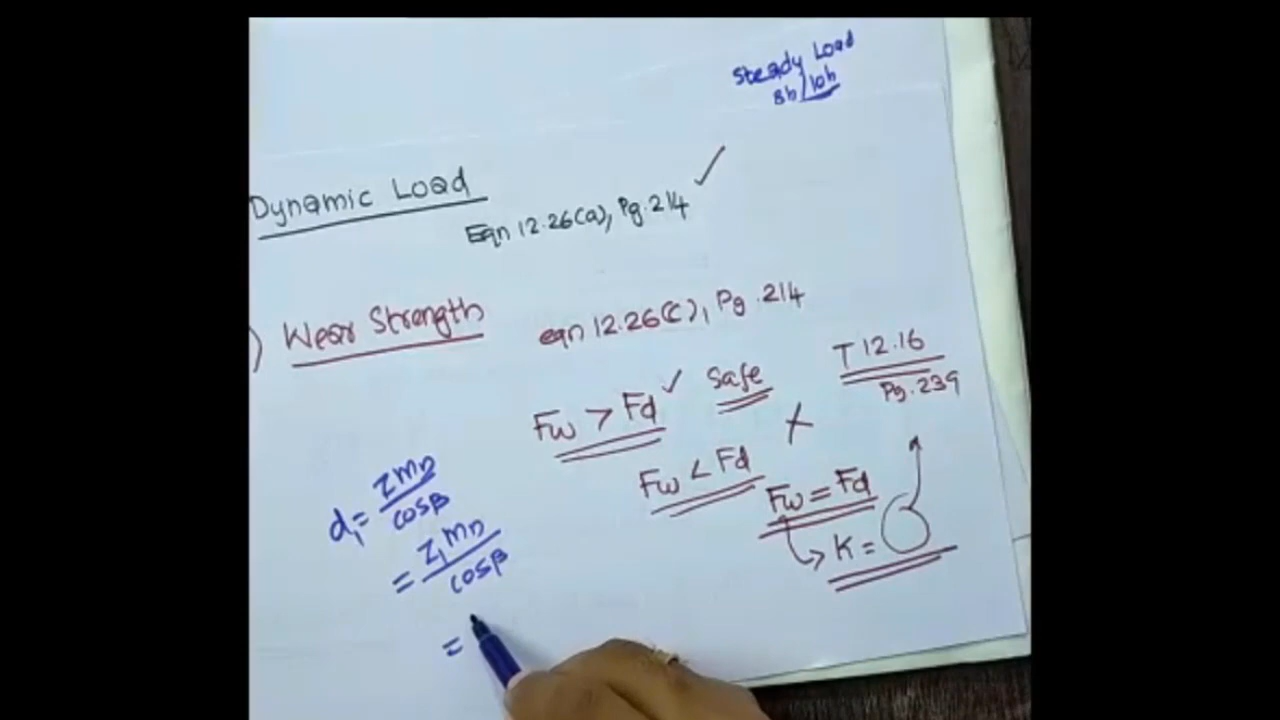 Steady Load
8h/10h
Dynamic Load
Eqn 12.26(a), Pg.214 ✓
) Wear Strength
eqn 12.26(c), Pg.214
T 12.16
Pg.239
Fw > Fd ✓ Safe
Fw < Fd ×
Fw = Fd
K =
d₁ = ZMn/cosβ
= Z₁Mn/cosβ
=